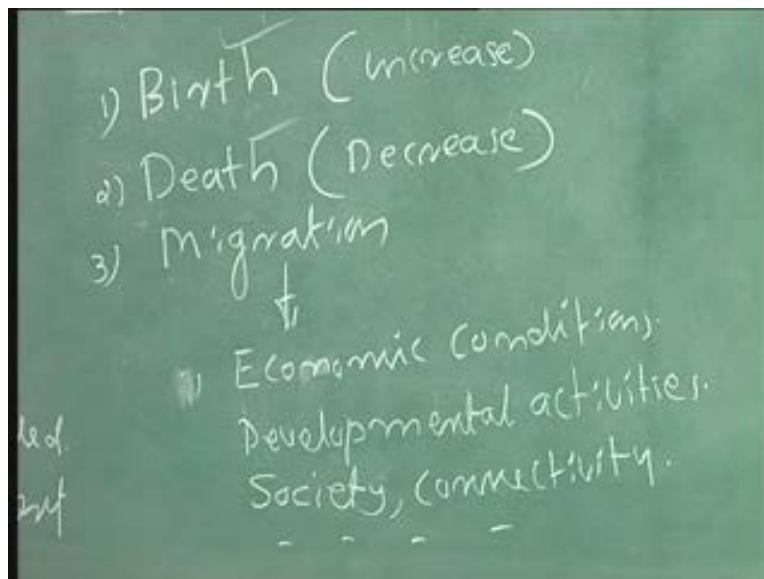 1) Birth (increase)
2) Death (Decrease)
3) Migration
↓
Economic conditions.
Developmental activities.
Society, connectivity.
- - - -